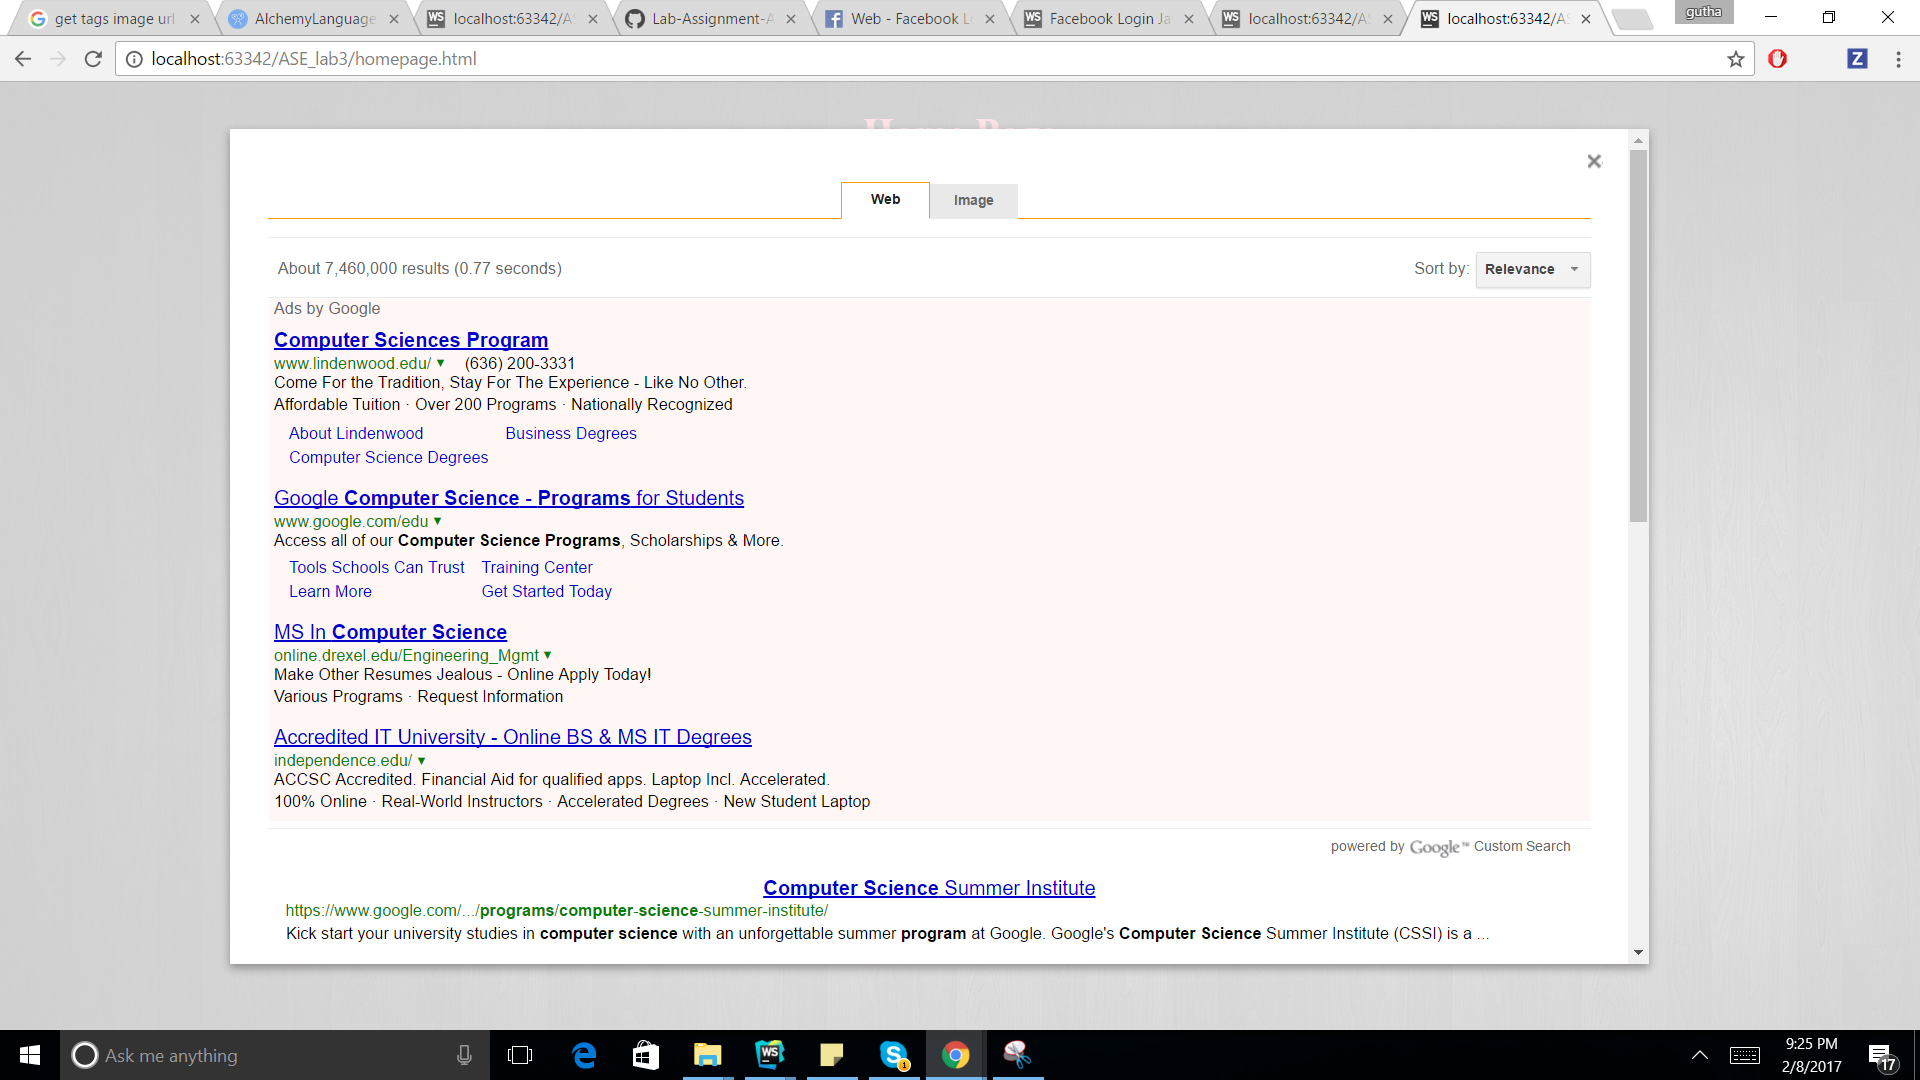 get tags image url
AlchemyLanguage
localhost:63342/AS
Lab-Assignment-A
Web - Facebook Lo
Facebook Login Ja
localhost:63342/AS
localhost:63342/AS
gutha
localhost:63342/ASE_lab3/homepage.html
Home Page
Web
Image
About 7,460,000 results (0.77 seconds)
Sort by:
Relevance
Ads by Google
Computer Sciences Program
www.lindenwood.edu/ (636) 200-3331
Come For the Tradition, Stay For The Experience - Like No Other.
Affordable Tuition · Over 200 Programs · Nationally Recognized
About Lindenwood
Business Degrees
Computer Science Degrees
Google Computer Science - Programs for Students
www.google.com/edu
Access all of our Computer Science Programs, Scholarships & More.
Tools Schools Can Trust
Training Center
Learn More
Get Started Today
MS In Computer Science
online.drexel.edu/Engineering_Mgmt
Make Other Resumes Jealous - Online Apply Today!
Various Programs · Request Information
Accredited IT University - Online BS & MS IT Degrees
independence.edu/
ACCSC Accredited. Financial Aid for qualified apps. Laptop Incl. Accelerated.
100% Online · Real-World Instructors · Accelerated Degrees · New Student Laptop
powered by Google™ Custom Search
Computer Science Summer Institute
https://www.google.com/.../programs/computer-science-summer-institute/
Kick start your university studies in computer science with an unforgettable summer program at Google. Google's Computer Science Summer Institute (CSSI) is a ...
Ask me anything
9:25 PM
2/8/2017
17